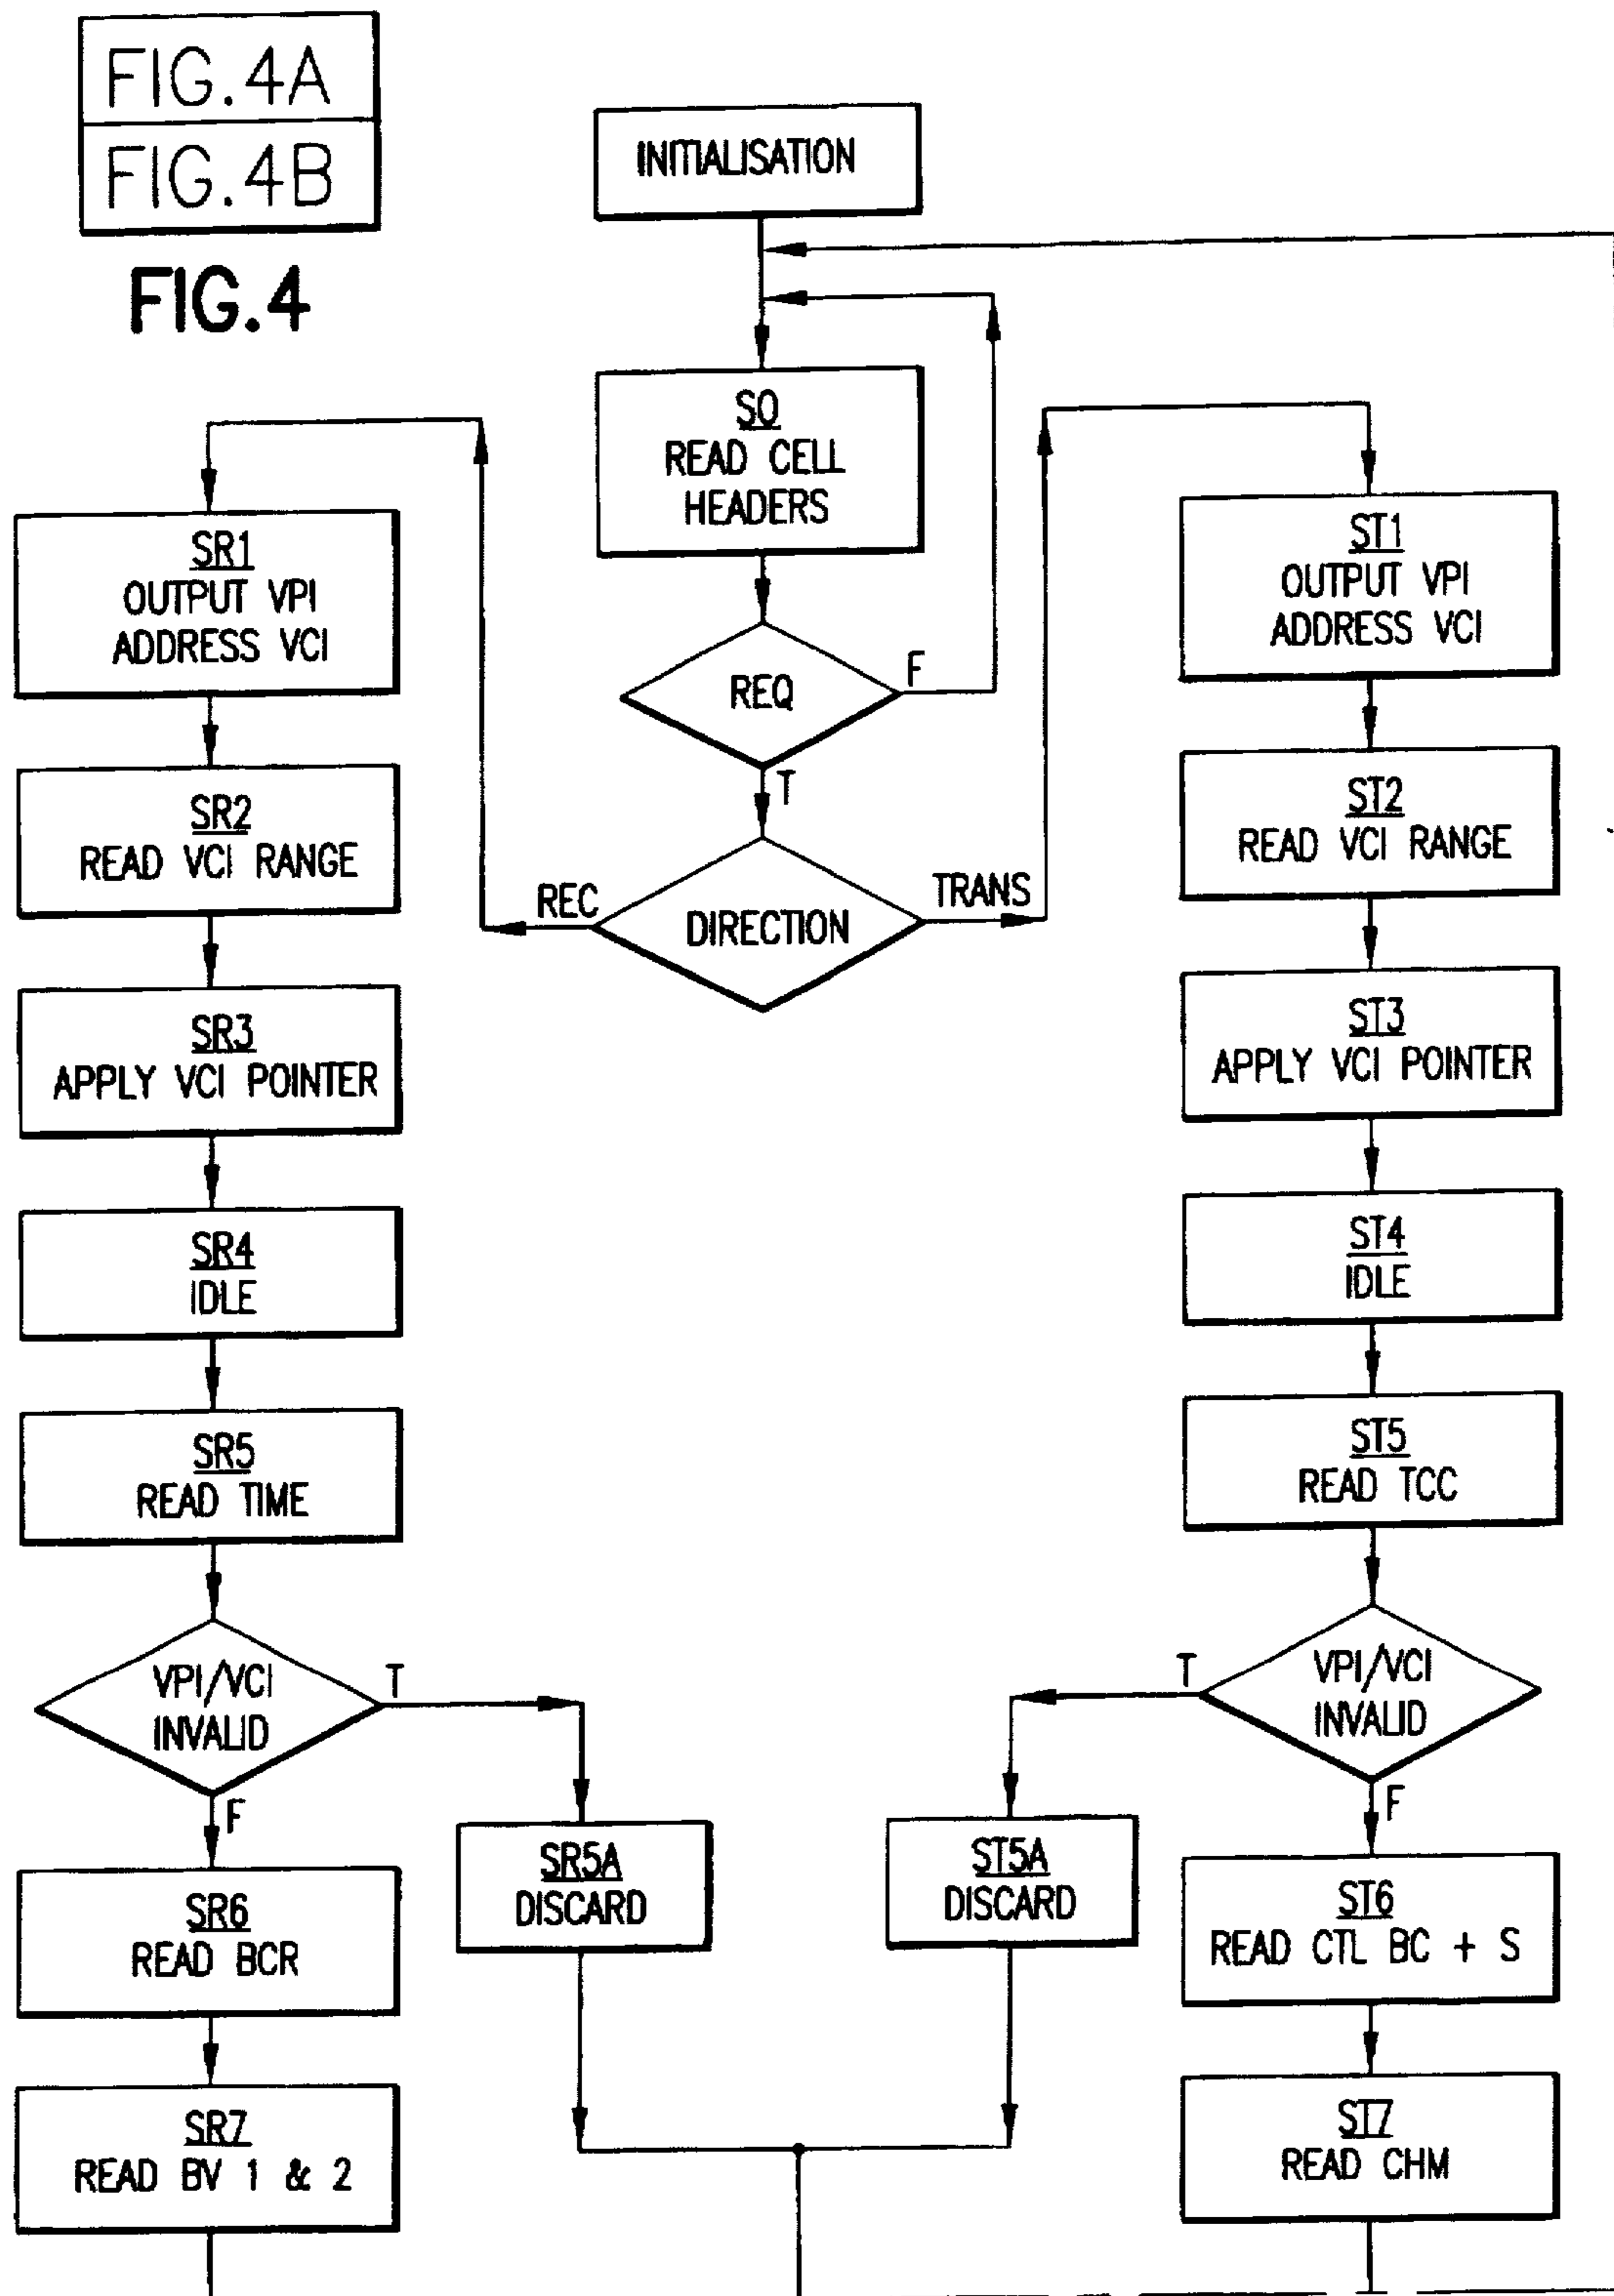 FIG.4A
FIG.4B
FIG.4
INITIALISATION
S0
READ CELL
HEADERS
REQ
F
T
DIRECTION
REC
TRANS
SR1
OUTPUT VPI
ADDRESS VCI
SR2
READ VCI RANGE
SR3
APPLY VCI POINTER
SR4
IDLE
SR5
READ TIME
VPI/VCI
INVALID
T
F
SR5A
DISCARD
SR6
READ BCR
SR7
READ BV 1 & 2
ST1
OUTPUT VPI
ADDRESS VCI
ST2
READ VCI RANGE
ST3
APPLY VCI POINTER
ST4
IDLE
ST5
READ TCC
VPI/VCI
INVALID
T
F
ST5A
DISCARD
ST6
READ CTL BC + S
ST7
READ CHM